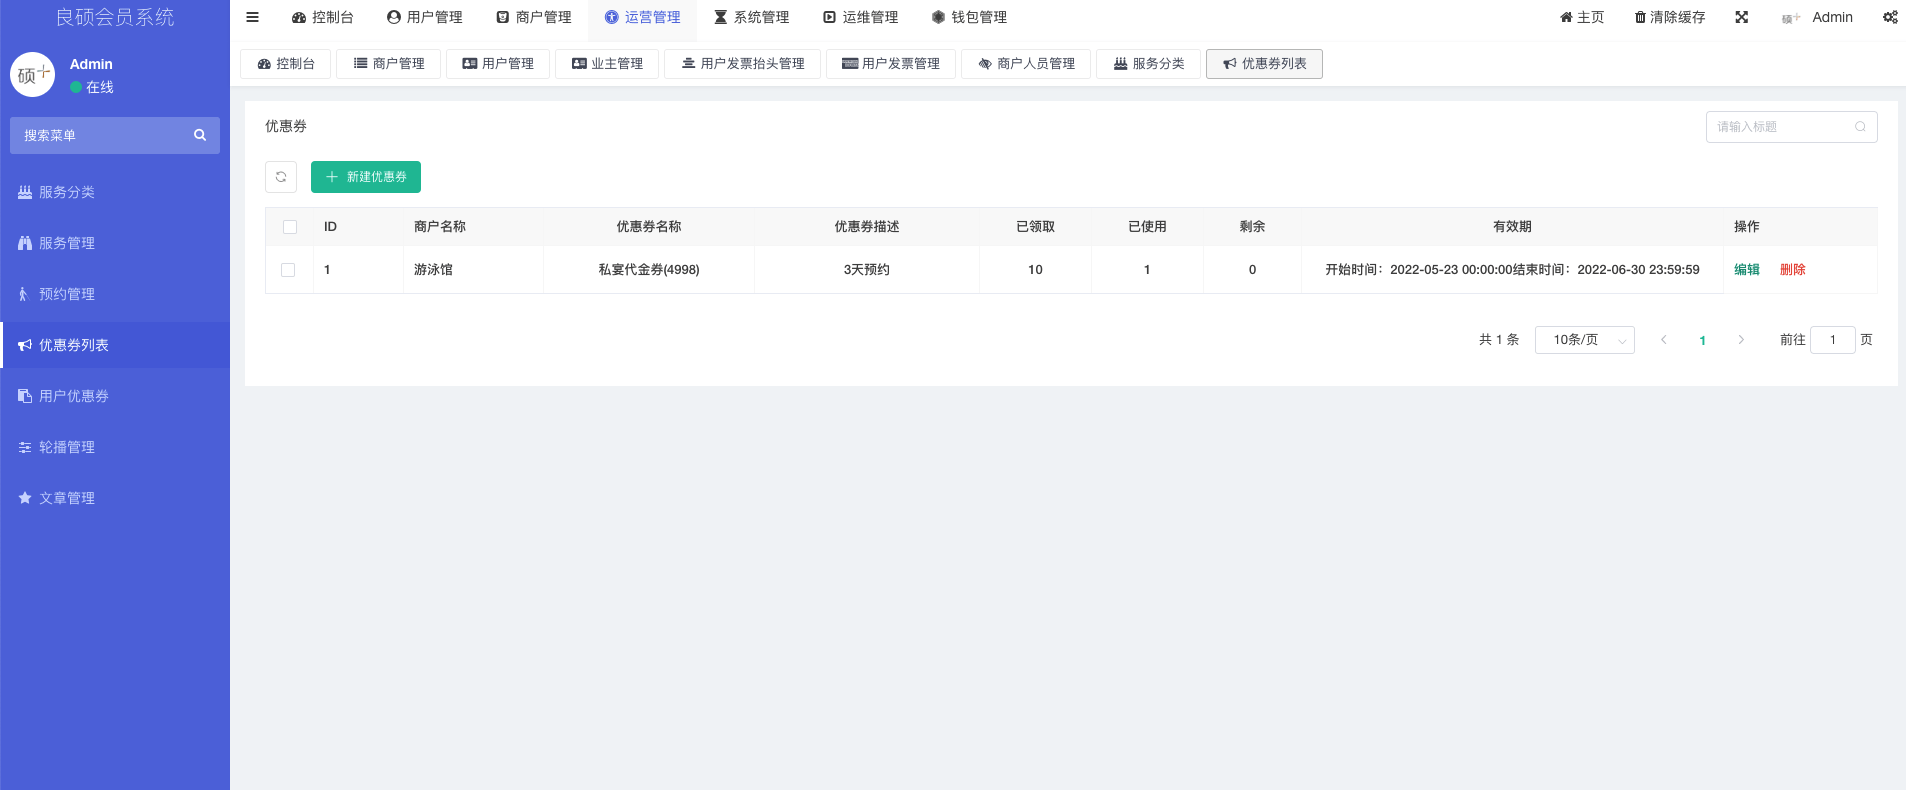 良硕会员系统
控制台 用户管理 商户管理 运营管理 系统管理 运维管理 钱包管理 主页 清除缓存 硕十 Admin
硕十
Admin
在线
控制台 商户管理 用户管理 业主管理 用户发票抬头管理 用户发票管理 商户人员管理 服务分类 优惠券列表
搜索菜单
服务分类
服务管理
预约管理
优惠券列表
用户优惠券
轮播管理
文章管理
优惠券 请输入标题
新建优惠券
ID 商户名称 优惠券名称 优惠券描述 已领取 已使用 剩余 有效期 操作
1 游泳馆 私宴代金券(4998) 3天预约 10 1 0 开始时间：2022-05-23 00:00:00结束时间：2022-06-30 23:59:59 编辑 删除
共 1 条 10条/页 1 前往 1 页